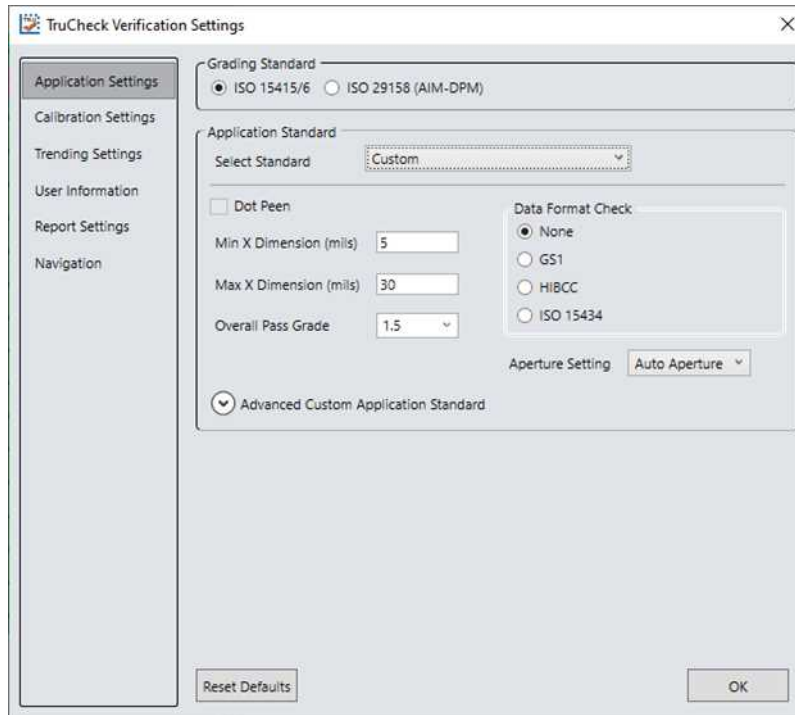 TruCheck Verification Settings
Application Settings
Calibration Settings
Trending Settings
User Information
Report Settings
Navigation
Grading Standard
ISO 15415/6 ISO 29158 (AIM-DPM)
Application Standard
Select Standard Custom
Dot Peen
Min X Dimension (mils) 5
Max X Dimension (mils) 30
Overall Pass Grade 1.5
Data Format Check
None
GS1
HIBCC
ISO 15434
Aperture Setting Auto Aperture
Advanced Custom Application Standard
Reset Defaults
OK